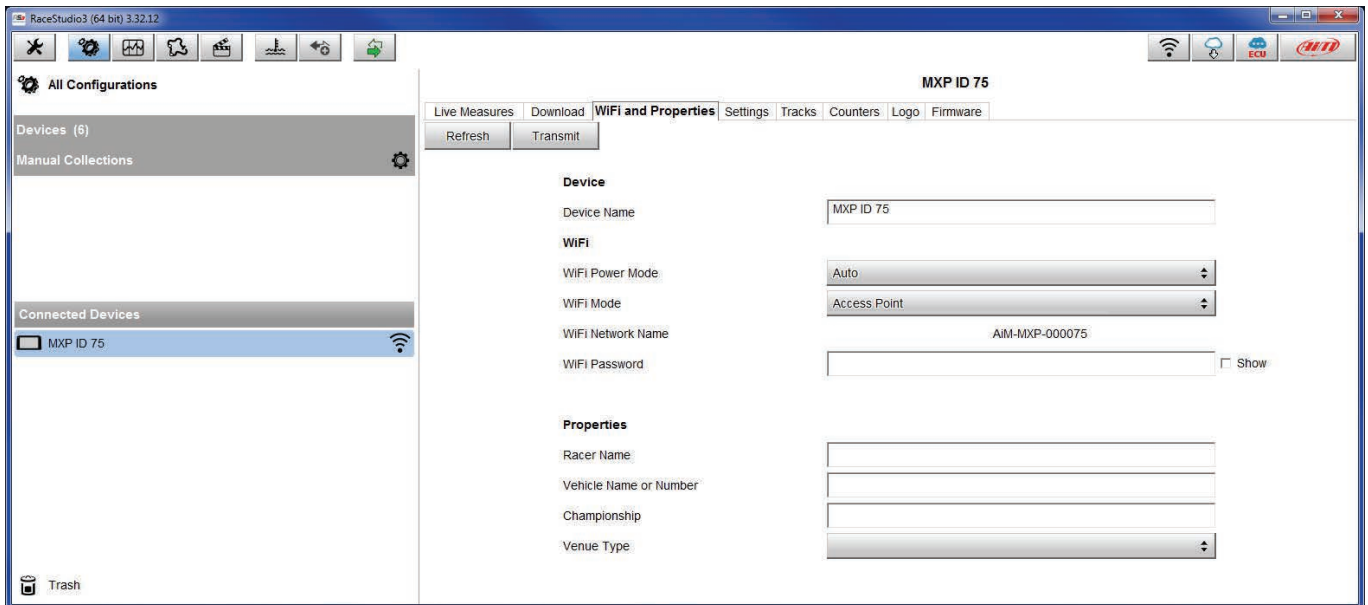 RaceStudio3 (64 bit) 3.32.12
ECU
AiM
All Configurations
MXP ID 75
Live Measures Download WiFi and Properties Settings Tracks Counters Logo Firmware
Devices (6)
Refresh Transmit
Manual Collections
Device
Device Name MXP ID 75
WiFi
WiFi Power Mode Auto
WiFi Mode Access Point
Connected Devices
WiFi Network Name AiM-MXP-000075
MXP ID 75
WiFi Password Show
Properties
Racer Name
Vehicle Name or Number
Championship
Venue Type
Trash